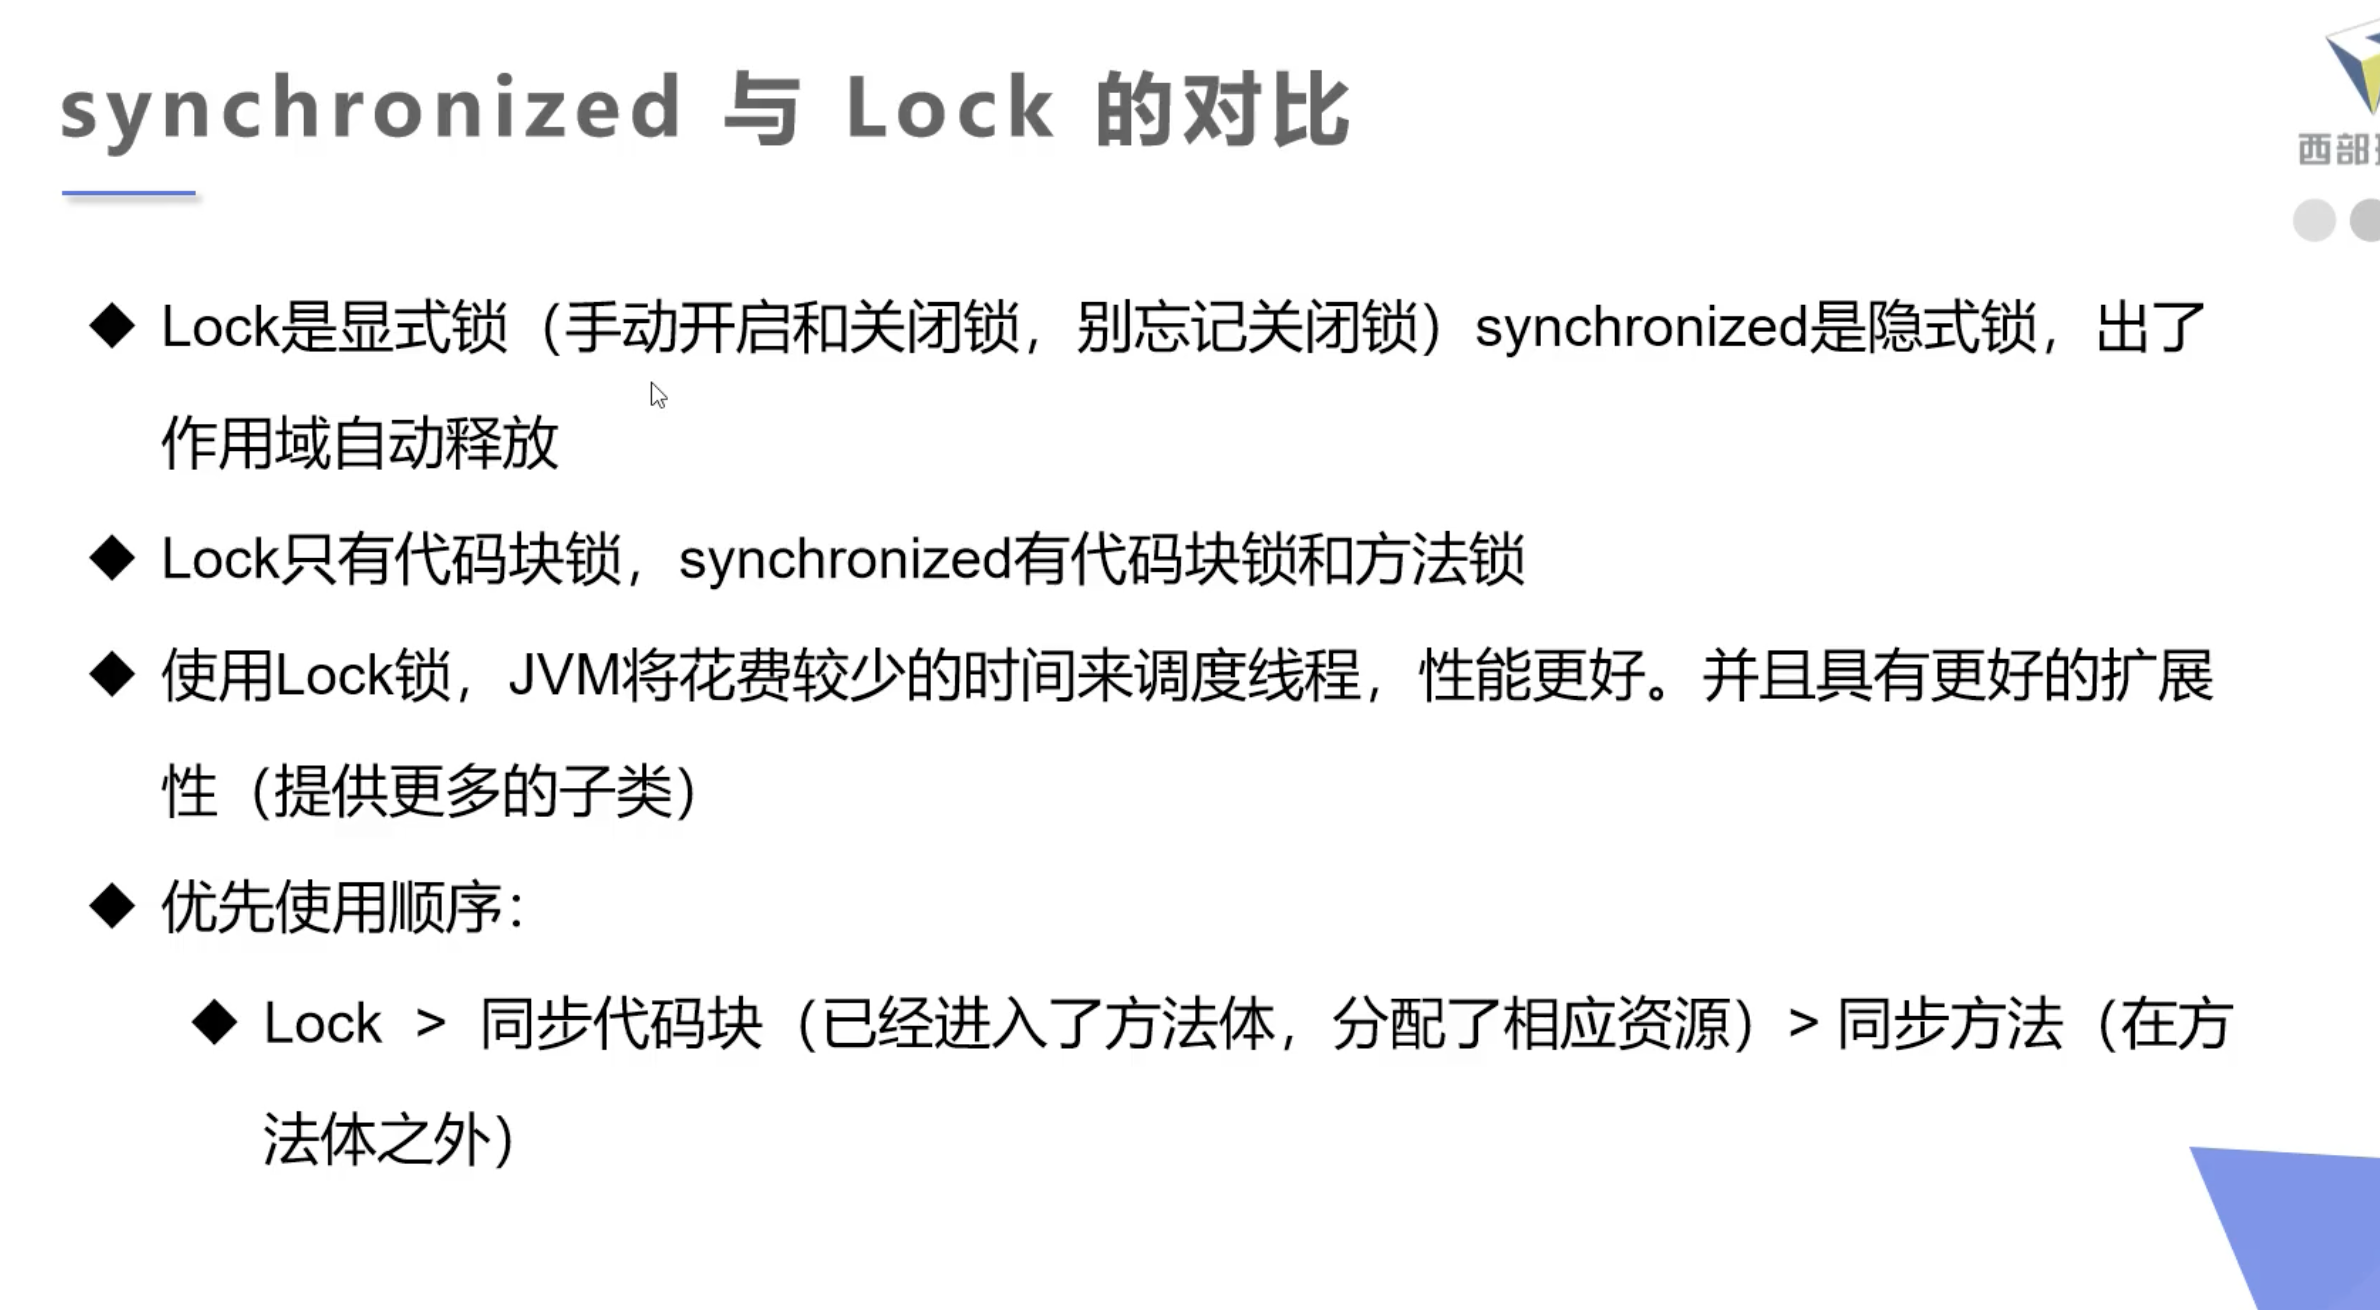 synchronized 与 Lock 的对比
西部
Lock是显式锁（手动开启和关闭锁，别忘记关闭锁）synchronized是隐式锁，出了
作用域自动释放
Lock只有代码块锁，synchronized有代码块锁和方法锁
使用Lock锁，JVM将花费较少的时间来调度线程，性能更好。并且具有更好的扩展
性（提供更多的子类）
优先使用顺序：
Lock > 同步代码块（已经进入了方法体，分配了相应资源）> 同步方法（在方
法体之外）